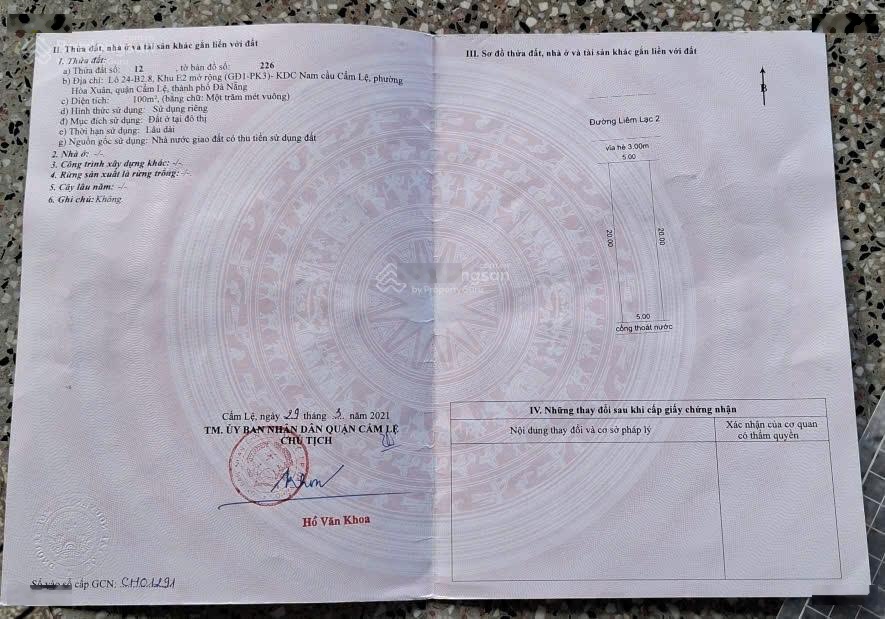 II. Thửa đất, nhà ở và tài sản khác gắn liền với đất
1. Thửa đất:
a) Thửa đất số: 12 , tờ bản đồ số: 226
b) Địa chỉ: Lô 24-B2.8, Khu E2 mở rộng (GĐ1-PK3)- KDC Nam cầu Cẩm Lệ, phường
Hòa Xuân, quận Cẩm Lệ, thành phố Đà Nẵng
c) Diện tích: 100m², (bằng chữ: Một trăm mét vuông)
d) Hình thức sử dụng: Sử dụng riêng
đ) Mục đích sử dụng: Đất ở tại đô thị
e) Thời hạn sử dụng: Lâu dài
g) Nguồn gốc sử dụng: Nhà nước giao đất có thu tiền sử dụng đất
2. Nhà ở: -/-
3. Công trình xây dựng khác: -/-
4. Rừng sản xuất là rừng trồng: -/-
5. Cây lâu năm: -/-
6. Ghi chú: Không.
Cẩm Lệ, ngày 29 tháng 3 năm 2021
TM. ỦY BAN NHÂN DÂN QUẬN CẨM LỆ
CHỦ TỊCH
Hồ Văn Khoa
Số vào sổ cấp GCN: CH01291
III. Sơ đồ thửa đất, nhà ở và tài sản khác gắn liền với đất
B
Đường Liêm Lạc 2
vỉa hè 3.00m
5.00
20.00
20.00
5.00
cống thoát nước
IV. Những thay đổi sau khi cấp giấy chứng nhận
Nội dung thay đổi và cơ sở pháp lý
Xác nhận của cơ quan
có thẩm quyền
by PropertyGuru